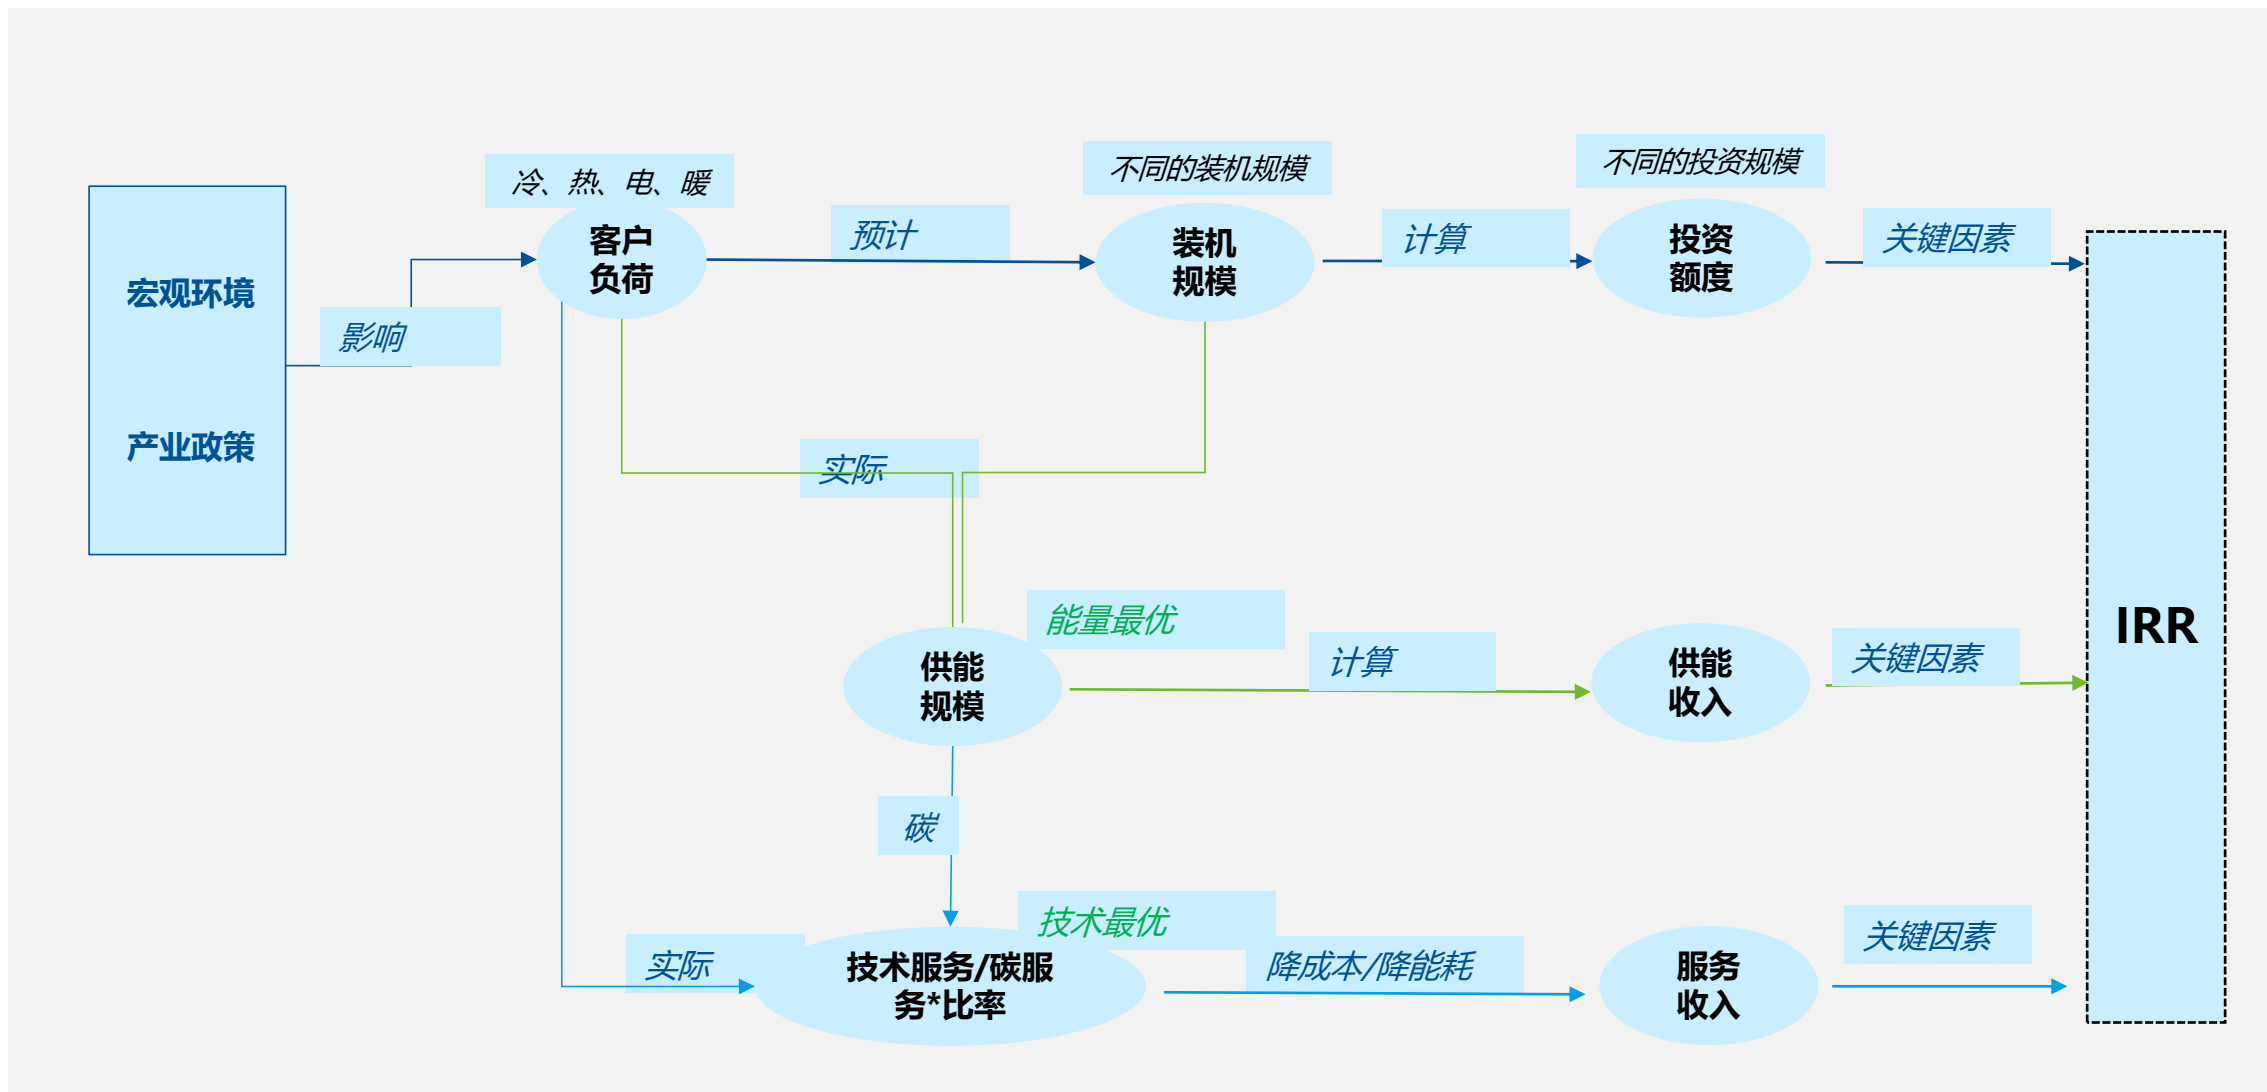 冷、热、电、暖
不同的装机规模
不同的投资规模
客户
负荷
预计
装机
规模
计算
投资
额度
关键因素
宏观环境
影响
产业政策
实际
能量最优
供能
规模
计算
供能
收入
关键因素
IRR
碳
技术最优
实际
技术服务/碳服
务*比率
降成本/降能耗
服务
收入
关键因素